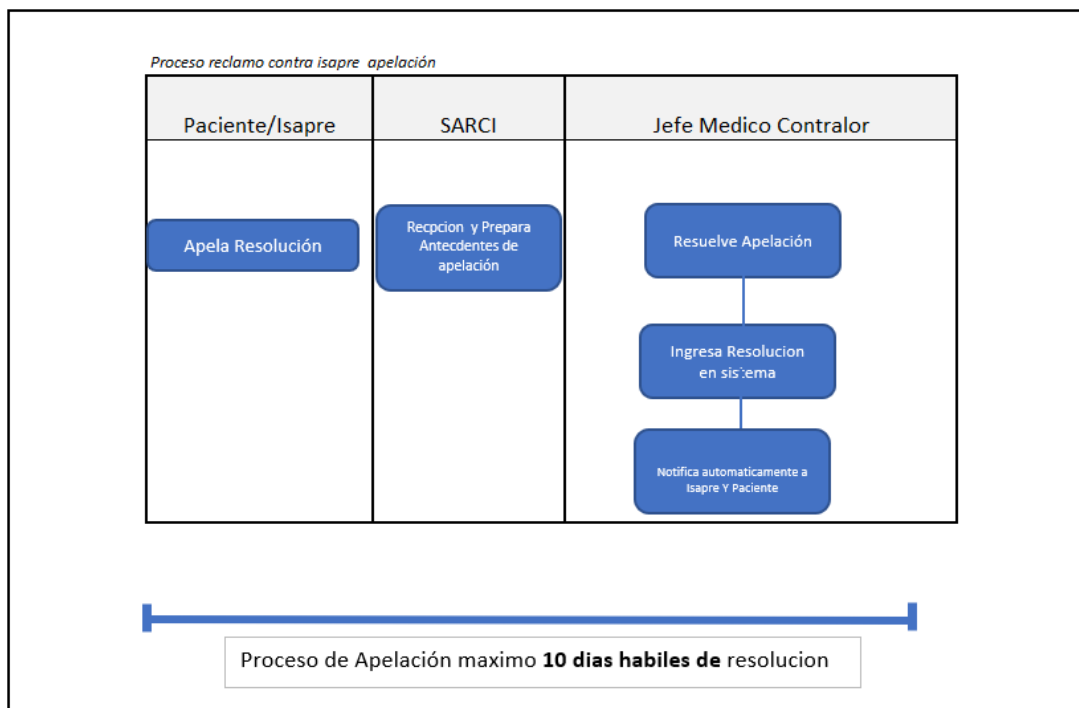 Proceso reclamo contra isapre apelación
Paciente/Isapre
SARCI
Jefe Medico Contralor
Apela Resolución
Recpcion y Prepara
Antecdentes de
apelación
Resuelve Apelación
Ingresa Resolucion
en sistema
Notifica automaticamente a
Isapre Y Paciente
Proceso de Apelación maximo 10 dias habiles de resolucion